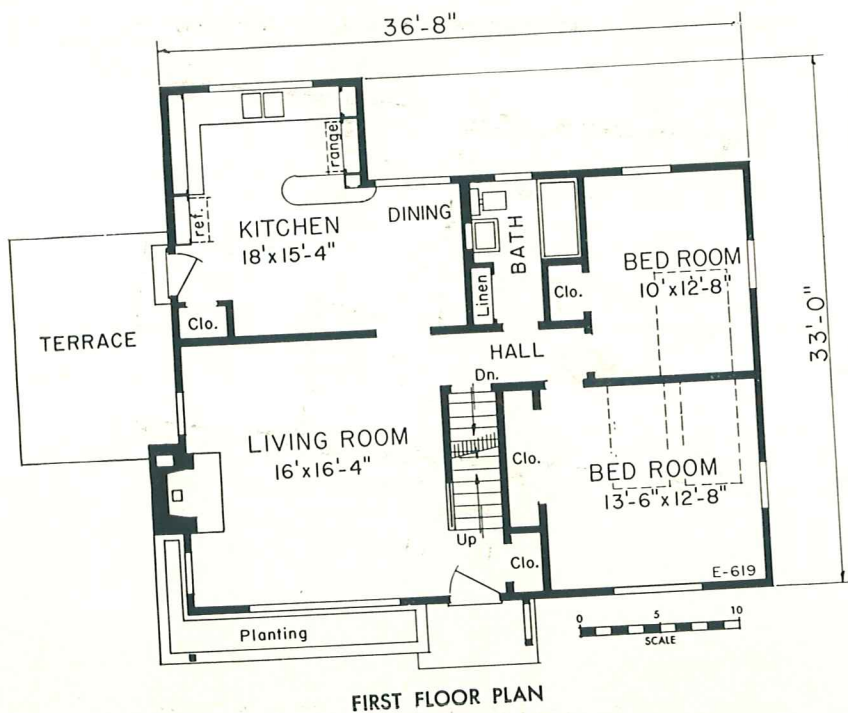 36'-8"
33'-0"
range
ref.
KITCHEN
18'x15'-4"
DINING
BATH
Linen
Clo.
BED ROOM
10'x12'-8"
Clo.
TERRACE
HALL
Dn.
LIVING ROOM
16'x16'-4"
Clo.
BED ROOM
13'-6"x12'-8"
Up
Clo.
E-619
Planting
0 5 10
SCALE
FIRST FLOOR PLAN